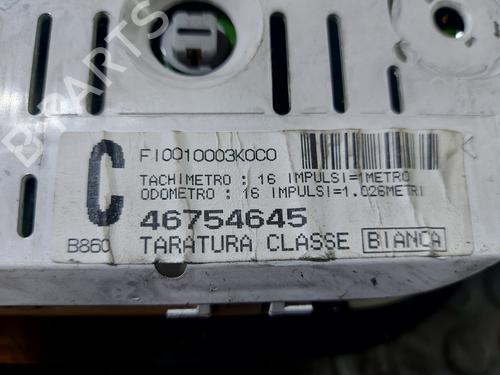 B-PARTS
C
FI0010003K0C0
TACHIMETRO : 16 IMPULSI=1METRO
ODOMETRO : 16 IMPULSI=1.026METRI
46754645
B860
TARATURA CLASSE BIANCA